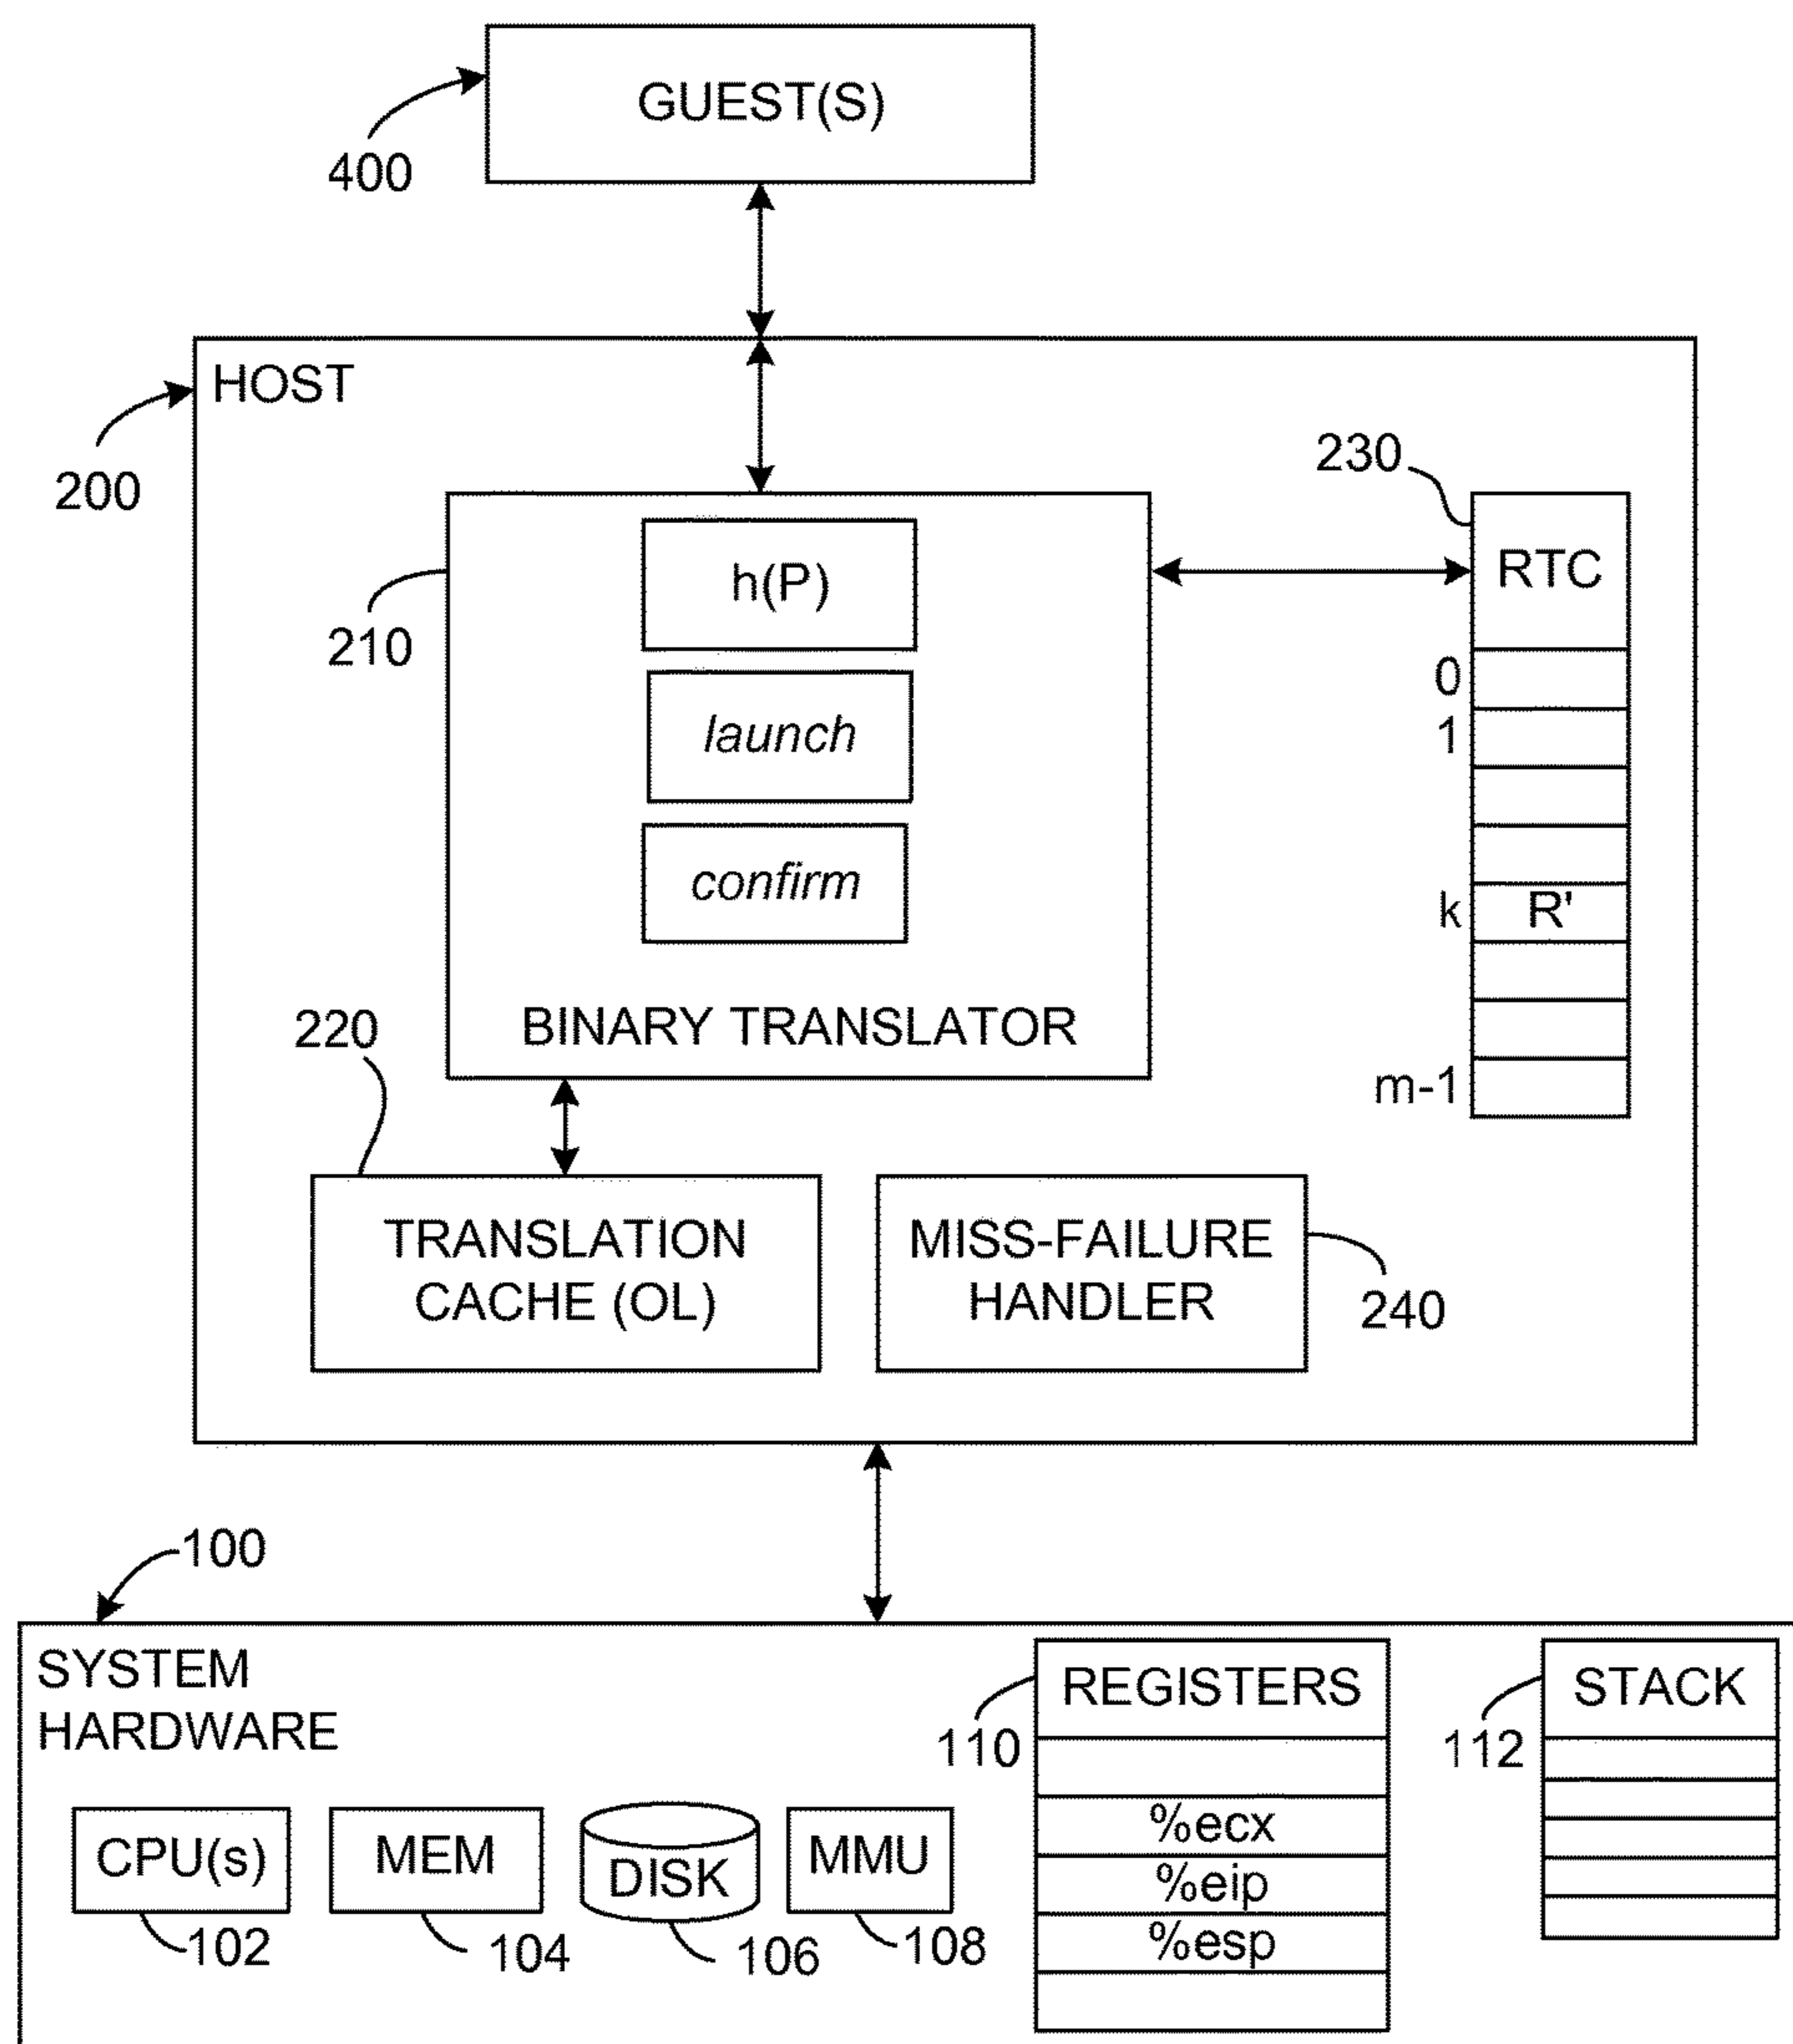 GUEST(S)
400
HOST
200
230
RTC
h(P)
210
0
launch
1
confirm
k
R'
220
BINARY TRANSLATOR
m-1
TRANSLATION
CACHE (OL)
MISS-FAILURE
HANDLER
240
100
SYSTEM
HARDWARE
REGISTERS
STACK
110
112
%ecx
CPU(s)
MEM
DISK
MMU
%eip
%esp
102
104
106
108